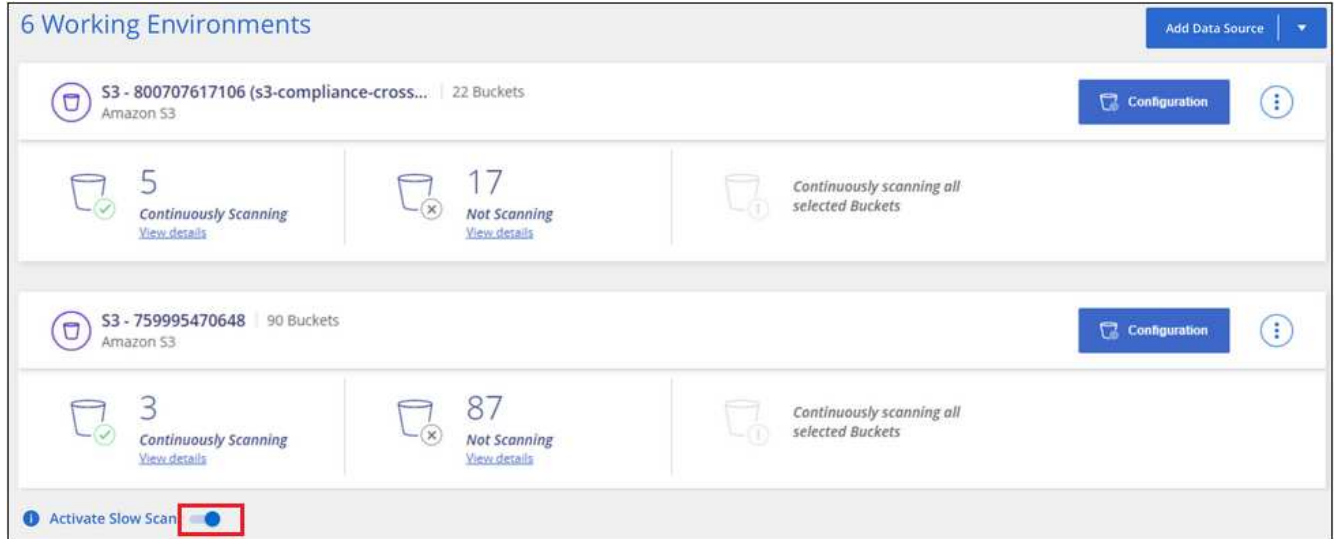 6 Working Environments
Add Data Source
S3 - 800707617106 (s3-compliance-cross... 22 Buckets
Amazon S3
Configuration
5
Continuously Scanning
View details
17
Not Scanning
View details
Continuously scanning all
selected Buckets
S3 - 759995470648 90 Buckets
Amazon S3
Configuration
3
Continuously Scanning
View details
87
Not Scanning
View details
Continuously scanning all
selected Buckets
Activate Slow Scan